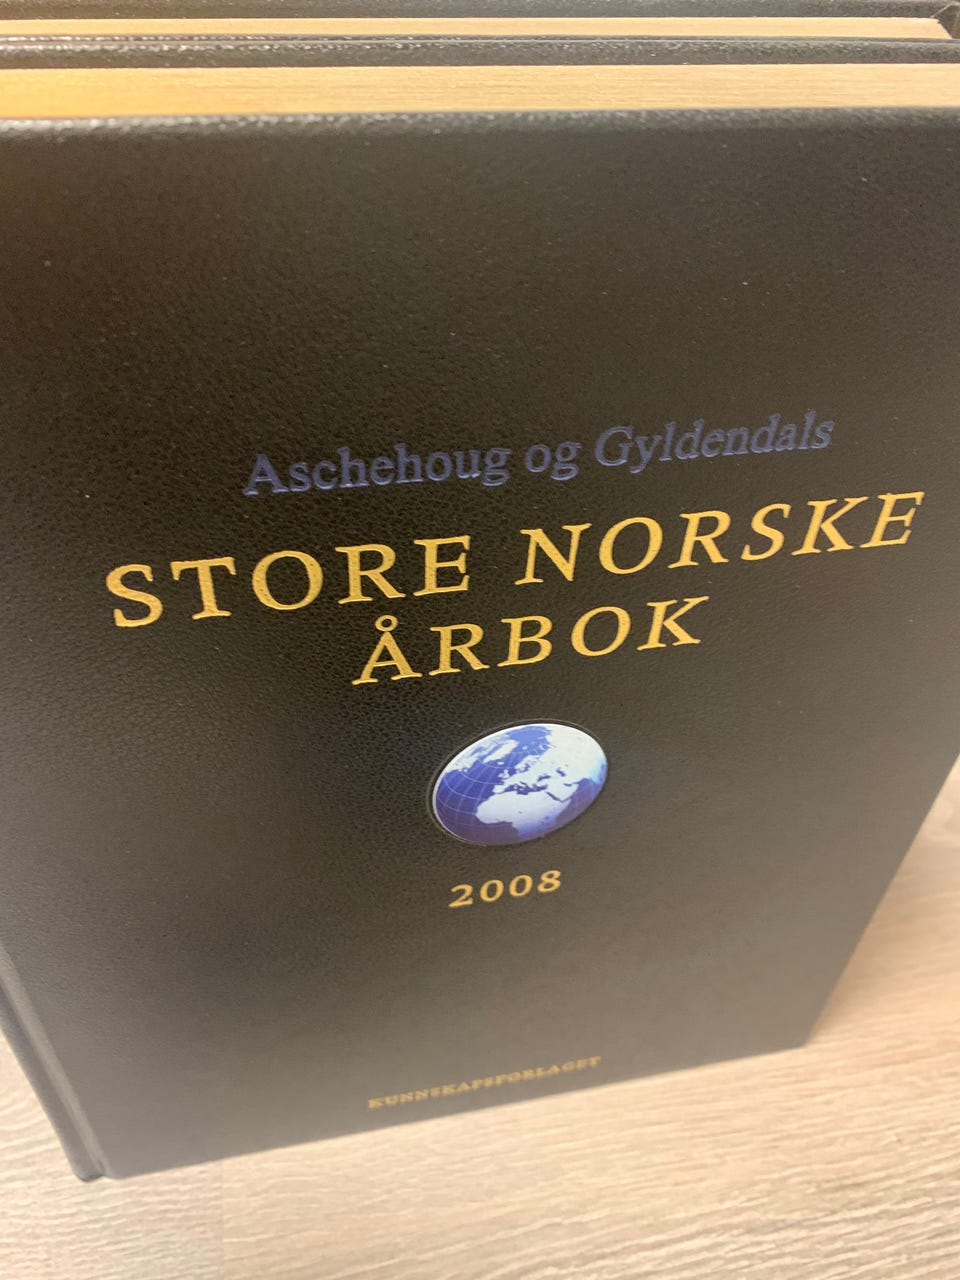 Aschehoug og Gyldendals
STORE NORSKE
ÅRBOK
2008
KUNNSKAPSFORLAGET